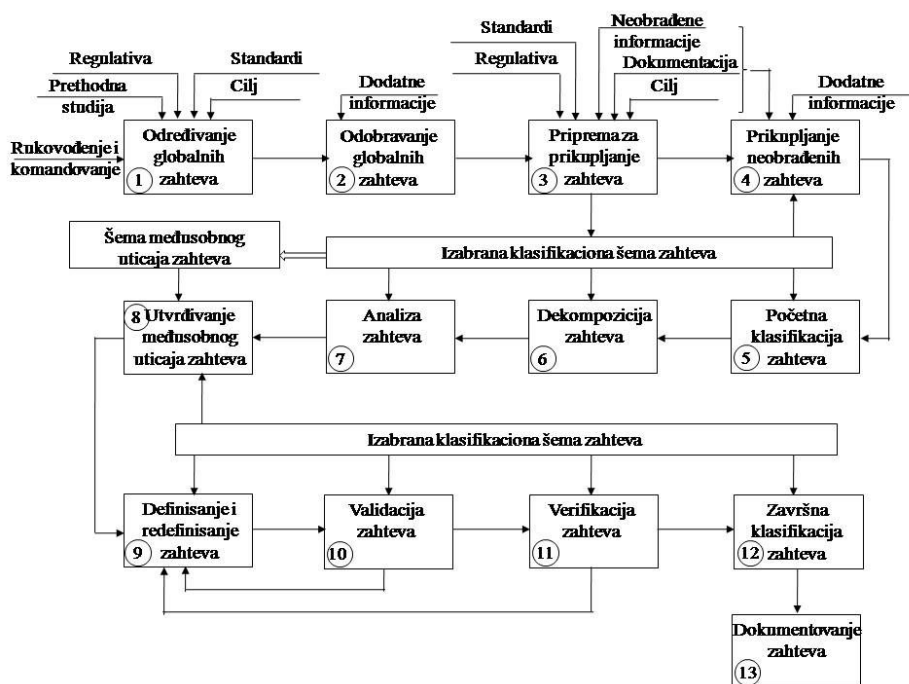 Regulativa
Standardi
Prethodna
studija
Cilj
Rukovođenje i
komandovanje
Određivanje
globalnih
zahteva
1
Dodatne
informacije
Odobravanje
globalnih
zahteva
2
Standardi
Regulativa
Neobrađene
informacije
Dokumentacija
Cilj
Priprema za
prikupljanje
zahteva
3
Dodatne
informacije
Prikupljanje
neobrađenih
zahteva
4
Šema međusobnog
uticaja zahteva
Izabrana klasifikaciona šema zahteva
8
Utvrđivanje
međusobnog
uticaja zahteva
Analiza
zahteva
7
Dekompozicija
zahteva
6
Početna
klasifikacija
zahteva
5
Izabrana klasifikaciona šema zahteva
Definisanje i
redefinisanje
zahteva
9
Validacija
zahteva
10
Verifikacija
zahteva
11
Završna
klasifikacija
zahteva
12
Dokumentovanje
zahteva
13